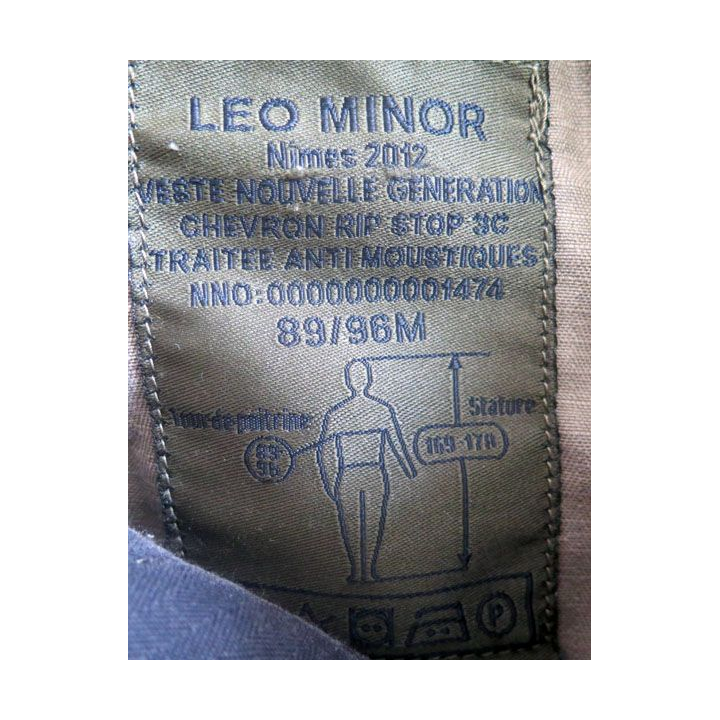 LEO MINOR
Nîmes 2012
VESTE NOUVELLE GENERATION
CHEVRON RIP STOP 3C
TRAITEE ANTI MOUSTIQUES
NNO:0000000001474
89/96M
Tour de poitrine
89-
96
Stature
169-178
P